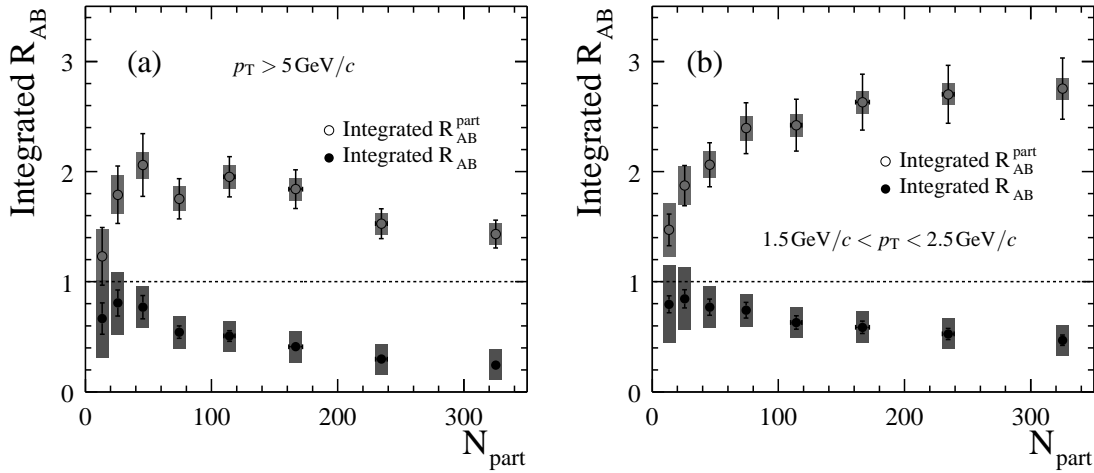 Integrated R_AB
3
2
1
0
(a)
p_T > 5 GeV/c
Integrated R_AB^part
Integrated R_AB
0 100 200 300
N_part
Integrated R_AB
3
2
1
0
(b)
Integrated R_AB^part
Integrated R_AB
1.5 GeV/c < p_T < 2.5 GeV/c
0 100 200 300
N_part